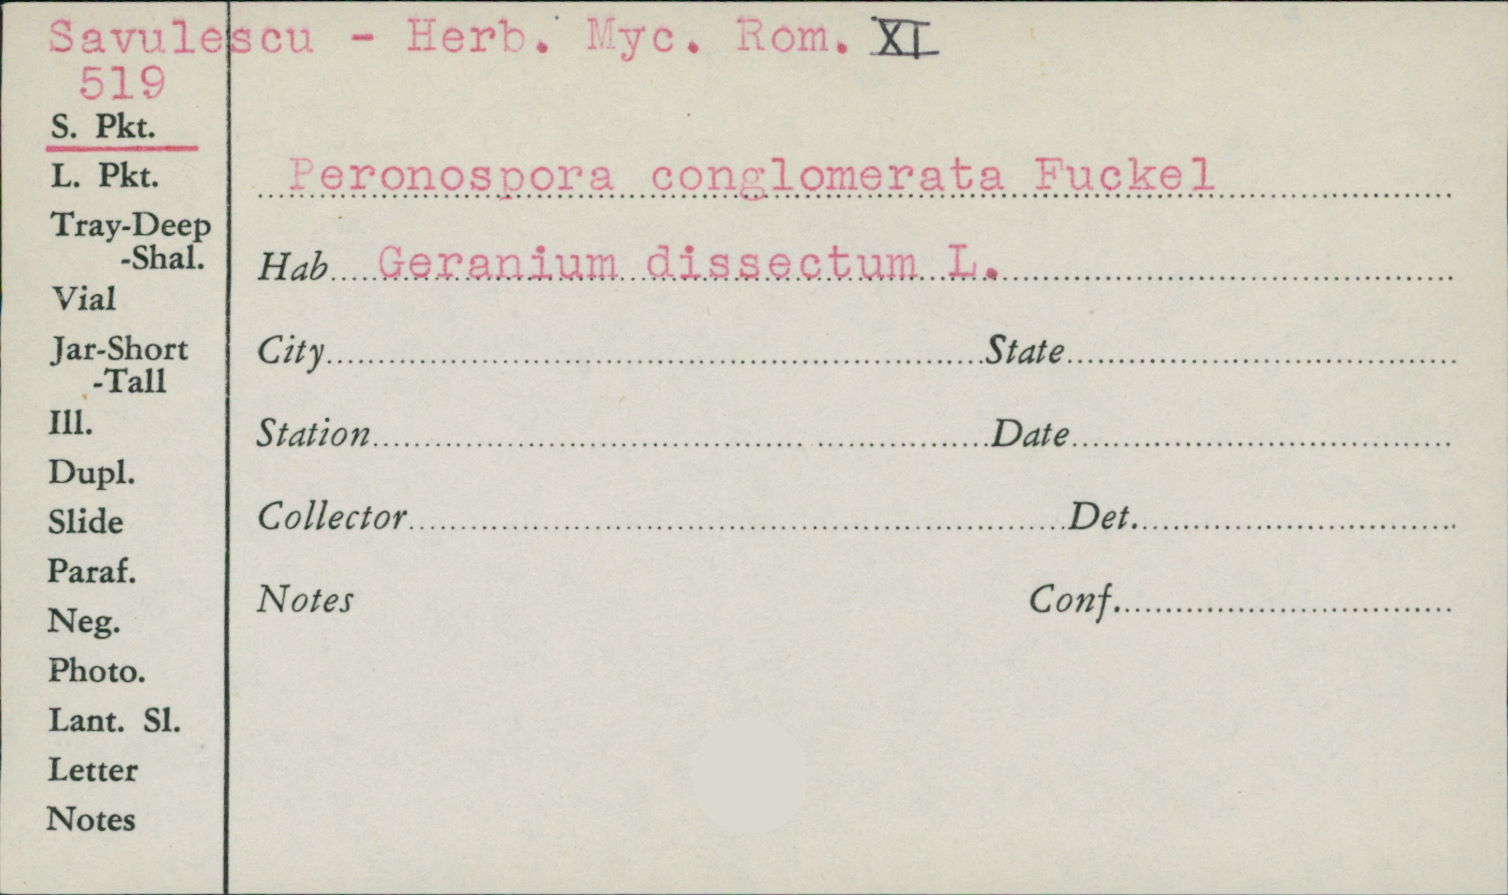 Savulescu - Herb. Myc. Rom. XI
519
S. Pkt.
L. Pkt.
Tray-Deep
-Shal.
Vial
Jar-Short
-Tall
Ill.
Dupl.
Slide
Paraf.
Neg.
Photo.
Lant. Sl.
Letter
Notes
Peronospora conglomerata Fuckel
Hab Geranium dissectum L.
City State
Station Date
Collector Det.
Notes Conf.